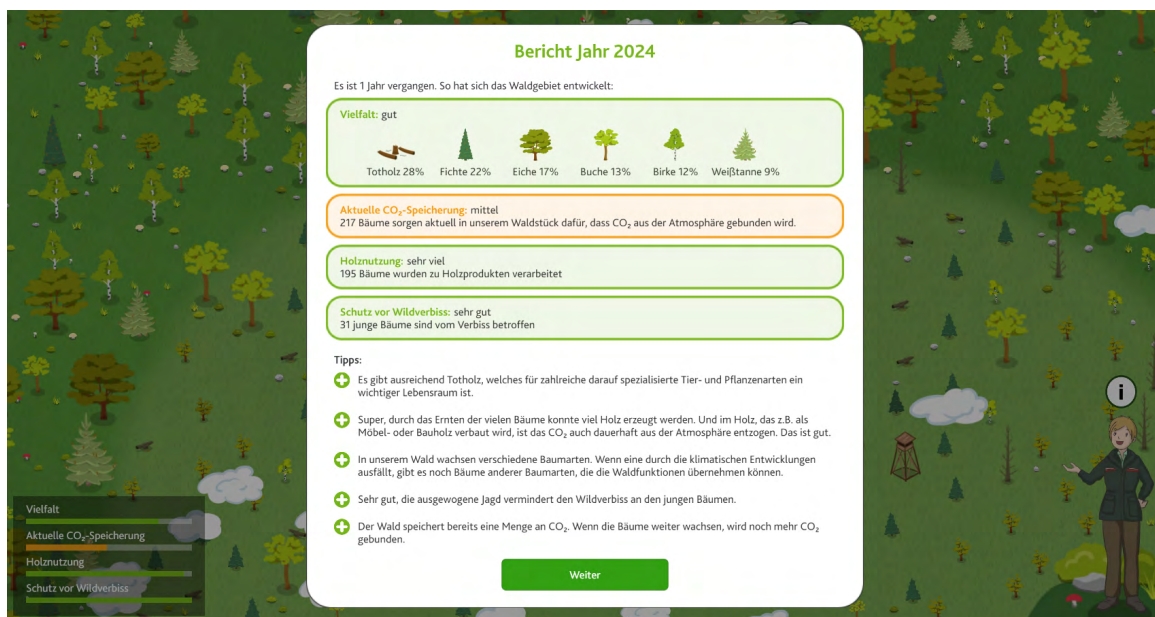 Bericht Jahr 2024
Es ist 1 Jahr vergangen. So hat sich das Waldgebiet entwickelt:
Vielfalt: gut
Totholz 28% Fichte 22% Eiche 17% Buche 13% Birke 12% Weißtanne 9%
Aktuelle CO₂-Speicherung: mittel
217 Bäume sorgen aktuell in unserem Waldstück dafür, dass CO₂ aus der Atmosphäre gebunden wird.
Holznutzung: sehr viel
195 Bäume wurden zu Holzprodukten verarbeitet
Schutz vor Wildverbiss: sehr gut
31 junge Bäume sind vom Verbiss betroffen
Tipps:
Es gibt ausreichend Totholz, welches für zahlreiche darauf spezialisierte Tier- und Pflanzenarten ein
wichtiger Lebensraum ist.
Super, durch das Ernten der vielen Bäume konnte viel Holz erzeugt werden. Und im Holz, das z.B. als
Möbel- oder Bauholz verbaut wird, ist das CO₂ auch dauerhaft aus der Atmosphäre entzogen. Das ist gut.
In unserem Wald wachsen verschiedene Baumarten. Wenn eine durch die klimatischen Entwicklungen
ausfällt, gibt es noch Bäume anderer Baumarten, die die Waldfunktionen übernehmen können.
Sehr gut, die ausgewogene Jagd vermindert den Wildverbiss an den jungen Bäumen.
Der Wald speichert bereits eine Menge an CO₂. Wenn die Bäume weiter wachsen, wird noch mehr CO₂
gebunden.
Weiter
Vielfalt
Aktuelle CO₂-Speicherung
Holznutzung
Schutz vor Wildverbiss
i